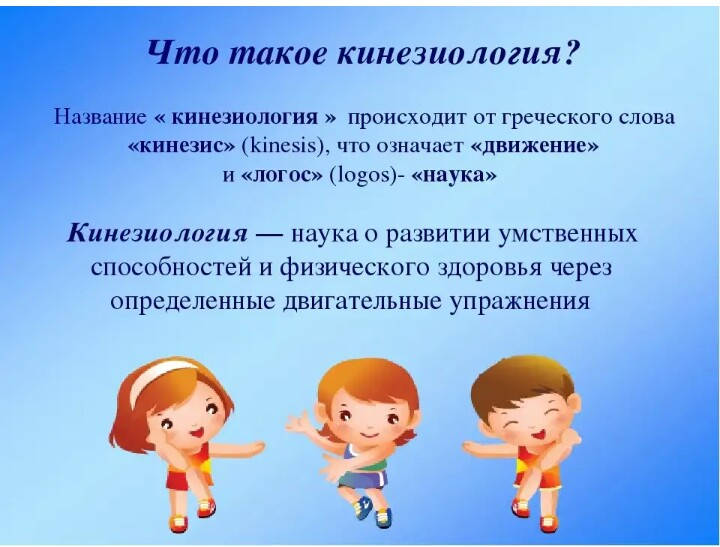 Что такое кинезиология?
Название « кинезиология » происходит от греческого слова
«кинезис» (kinesis), что означает «движение»
и «логос» (logos)- «наука»
Кинезиология — наука о развитии умственных
способностей и физического здоровья через
определенные двигательные упражнения